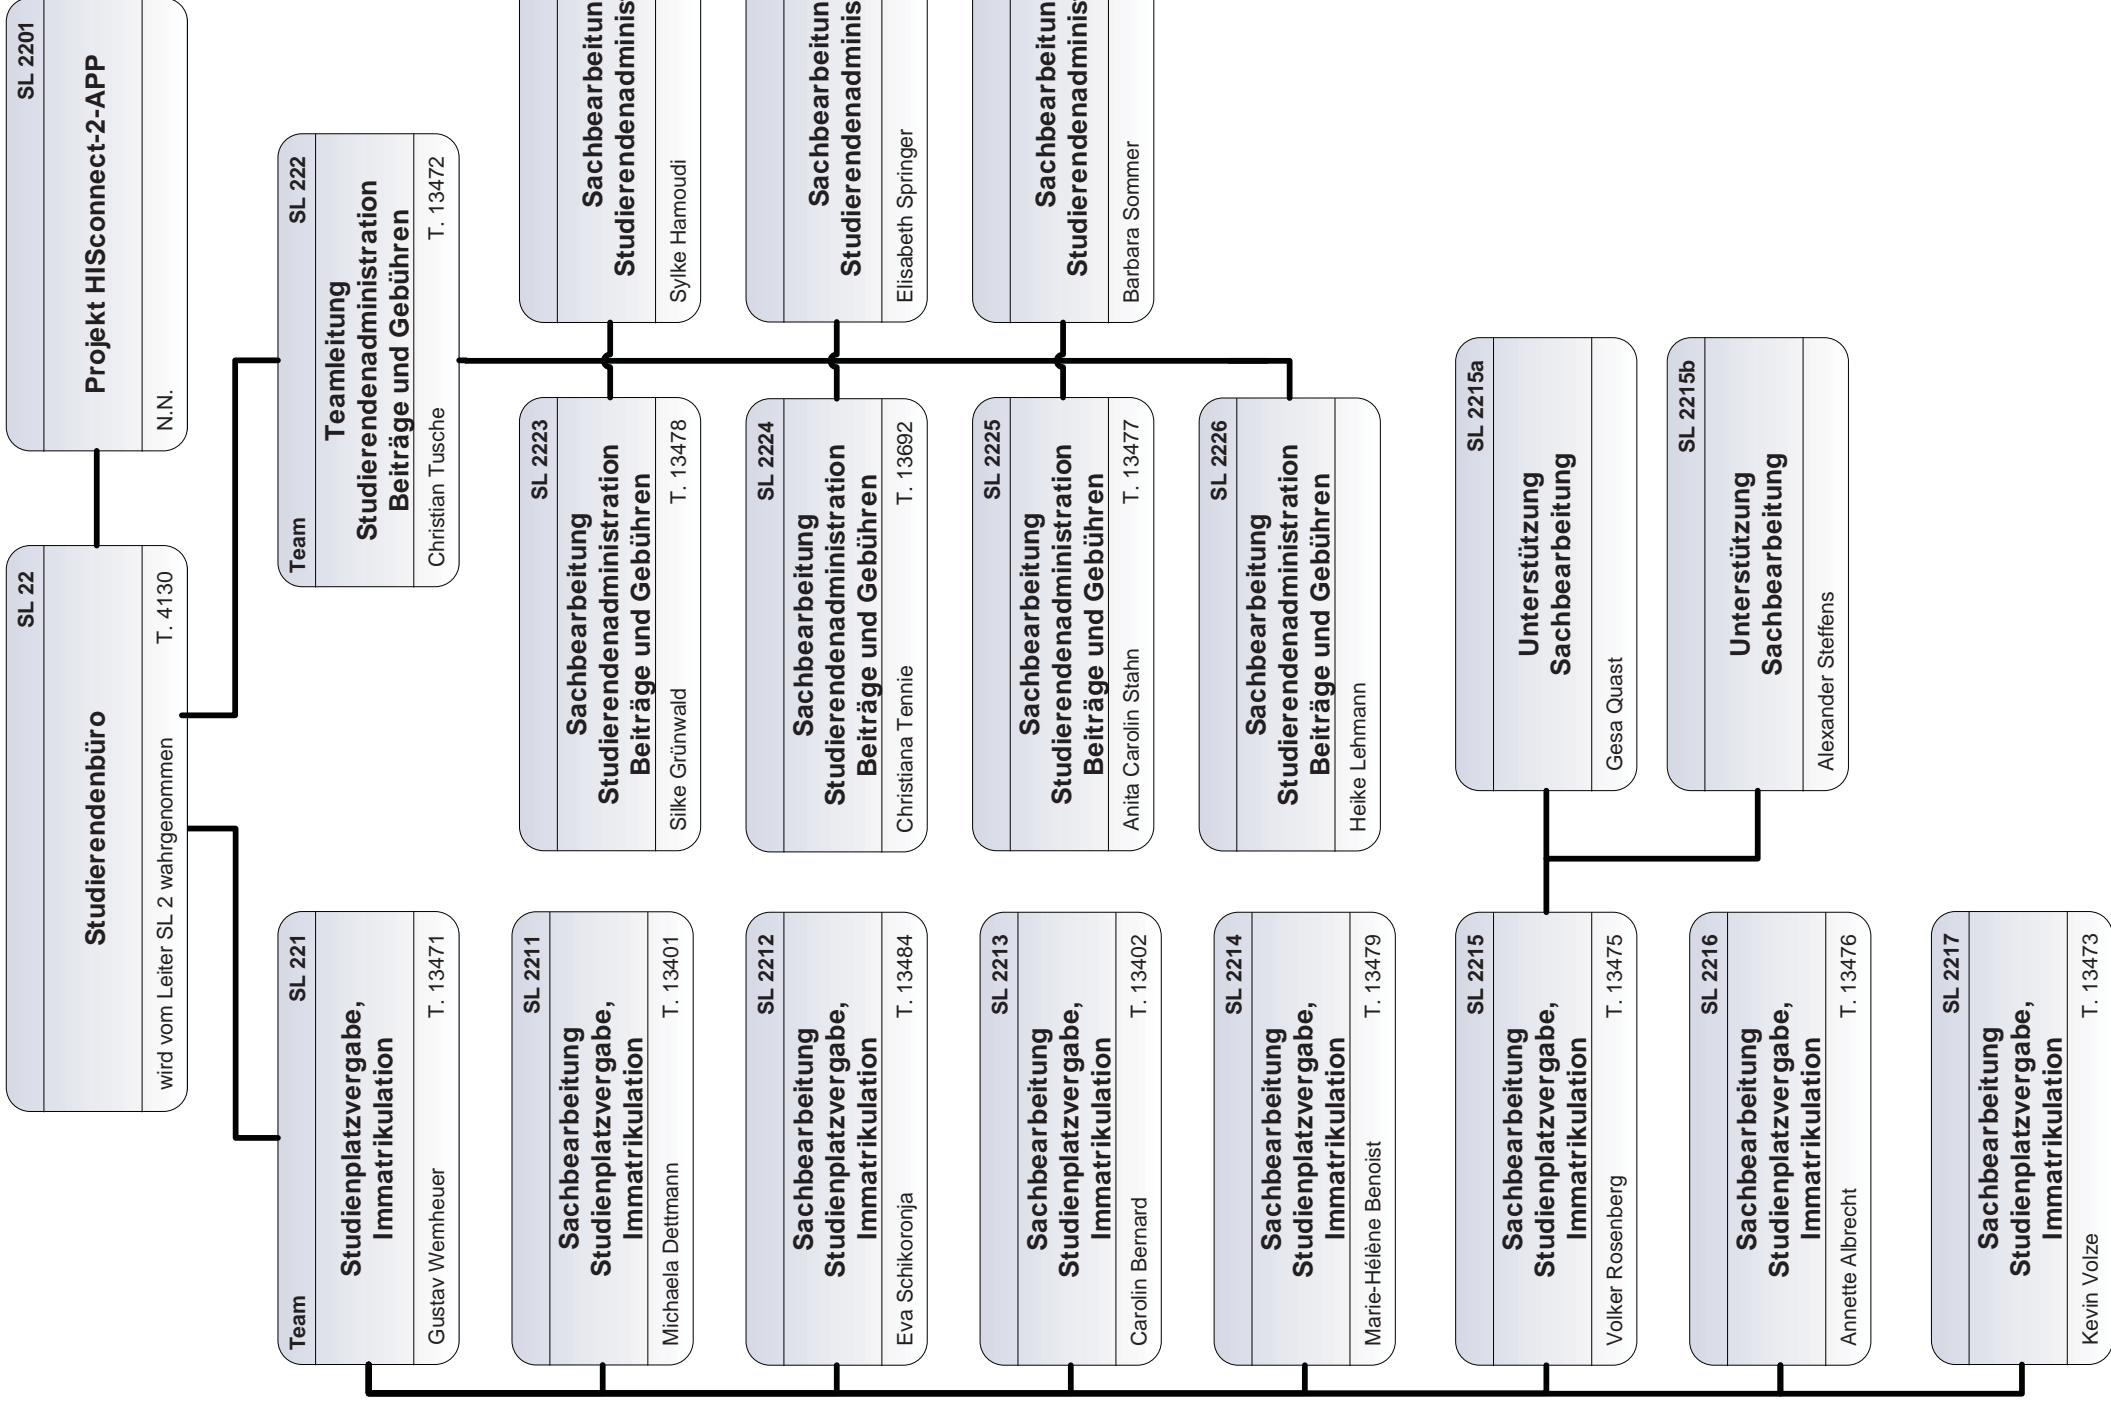 SL 22
Studierendenbüro
wird vom Leiter SL 2 wahrgenommen T. 4130
SL 2201
Projekt HISconnect-2-APP
N.N.
Team SL 221
Studienplatzvergabe,
Immatrikulation
Gustav Wemheuer T. 13471
Team SL 222
Teamleitung
Studierendenadministration
Beiträge und Gebühren
Christian Tusche T. 13472
SL 2211
Sachbearbeitung
Studienplatzvergabe,
Immatrikulation
Michaela Dettmann T. 13401
SL 2223
Sachbearbeitung
Studierendenadministration
Beiträge und Gebühren
Silke Grünwald T. 13478
Sachbearbeitun
Studierendenadminis
Sylke Hamoudi
SL 2212
Sachbearbeitung
Studienplatzvergabe,
Immatrikulation
Eva Schikoronja T. 13484
SL 2224
Sachbearbeitung
Studierendenadministration
Beiträge und Gebühren
Christiana Tennie T. 13692
Sachbearbeitun
Studierendenadminis
Elisabeth Springer
SL 2213
Sachbearbeitung
Studienplatzvergabe,
Immatrikulation
Carolin Bernard T. 13402
SL 2225
Sachbearbeitung
Studierendenadministration
Beiträge und Gebühren
Anita Carolin Stahn T. 13477
Sachbearbeitun
Studierendenadminis
Barbara Sommer
SL 2214
Sachbearbeitung
Studienplatzvergabe,
Immatrikulation
Marie-Hélène Benoist T. 13479
SL 2226
Sachbearbeitung
Studierendenadministration
Beiträge und Gebühren
Heike Lehmann
SL 2215
Sachbearbeitung
Studienplatzvergabe,
Immatrikulation
Volker Rosenberg T. 13475
SL 2215a
Unterstützung
Sachbearbeitung
Gesa Quast
SL 2216
Sachbearbeitung
Studienplatzvergabe,
Immatrikulation
Annette Albrecht T. 13476
SL 2215b
Unterstützung
Sachbearbeitung
Alexander Steffens
SL 2217
Sachbearbeitung
Studienplatzvergabe,
Immatrikulation
Kevin Volze T. 13473